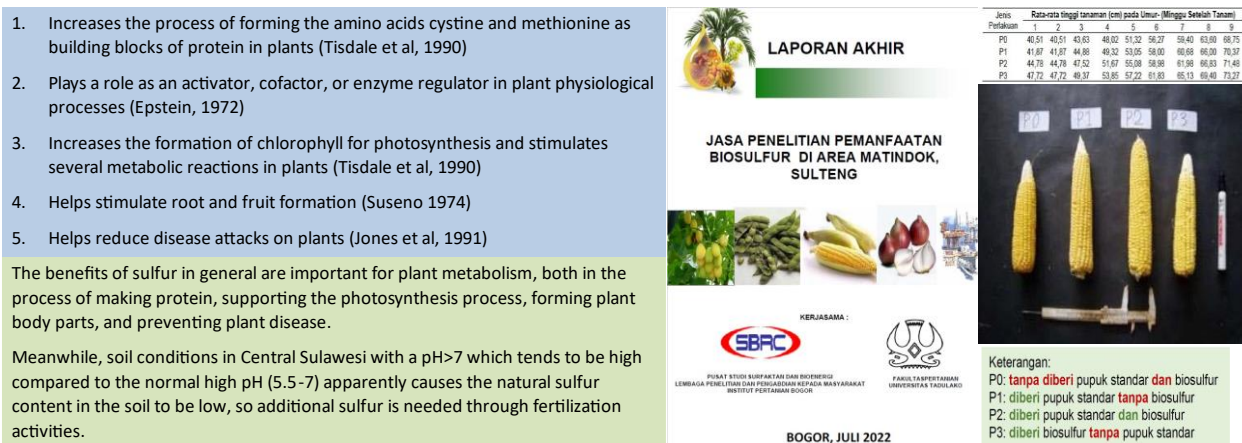 1. Increases the process of forming the amino acids cystine and methionine as
building blocks of protein in plants (Tisdale et al, 1990)
2. Plays a role as an activator, cofactor, or enzyme regulator in plant physiological
processes (Epstein, 1972)
3. Increases the formation of chlorophyll for photosynthesis and stimulates
several metabolic reactions in plants (Tisdale et al, 1990)
4. Helps stimulate root and fruit formation (Suseno 1974)
5. Helps reduce disease attacks on plants (Jones et al, 1991)
The benefits of sulfur in general are important for plant metabolism, both in the
process of making protein, supporting the photosynthesis process, forming plant
body parts, and preventing plant disease.
Meanwhile, soil conditions in Central Sulawesi with a pH>7 which tends to be high
compared to the normal high pH (5.5-7) apparently causes the natural sulfur
content in the soil to be low, so additional sulfur is needed through fertilization
activities.
LAPORAN AKHIR
JASA PENELITIAN PEMANFAATAN
BIOSULFUR DI AREA MATINDOK,
SULTENG
KERJASAMA :
SBRC
PUSAT STUDI SURFAKTAN DAN BIOENERGI
LEMBAGA PENELITIAN DAN PENGABDIAN KEPADA MASYARAKAT
INSTITUT PERTANIAN BOGOR
FAKULTAS PERTANIAN
UNIVERSITAS TADULAKO
BOGOR, JULI 2022
Jenis Perlakuan Rata-rata tinggi tanaman (cm) pada Umur- (Minggu Setelah Tanam)
1 2 3 4 5 6 7 8 9
P0 40,51 40,51 43,63 48,02 51,32 56,27 59,40 63,60 68,75
P1 41,87 41,87 44,88 49,32 53,05 58,00 60,68 66,00 70,37
P2 44,78 44,78 47,52 51,67 55,08 58,98 61,98 66,83 71,48
P3 47,72 47,72 49,37 53,85 57,22 61,83 65,13 69,40 73,27
P0 P1 P2 P3
Keterangan:
P0: tanpa diberi pupuk standar dan biosulfur
P1: diberi pupuk standar tanpa biosulfur
P2: diberi pupuk standar dan biosulfur
P3: diberi biosulfur tanpa pupuk standar